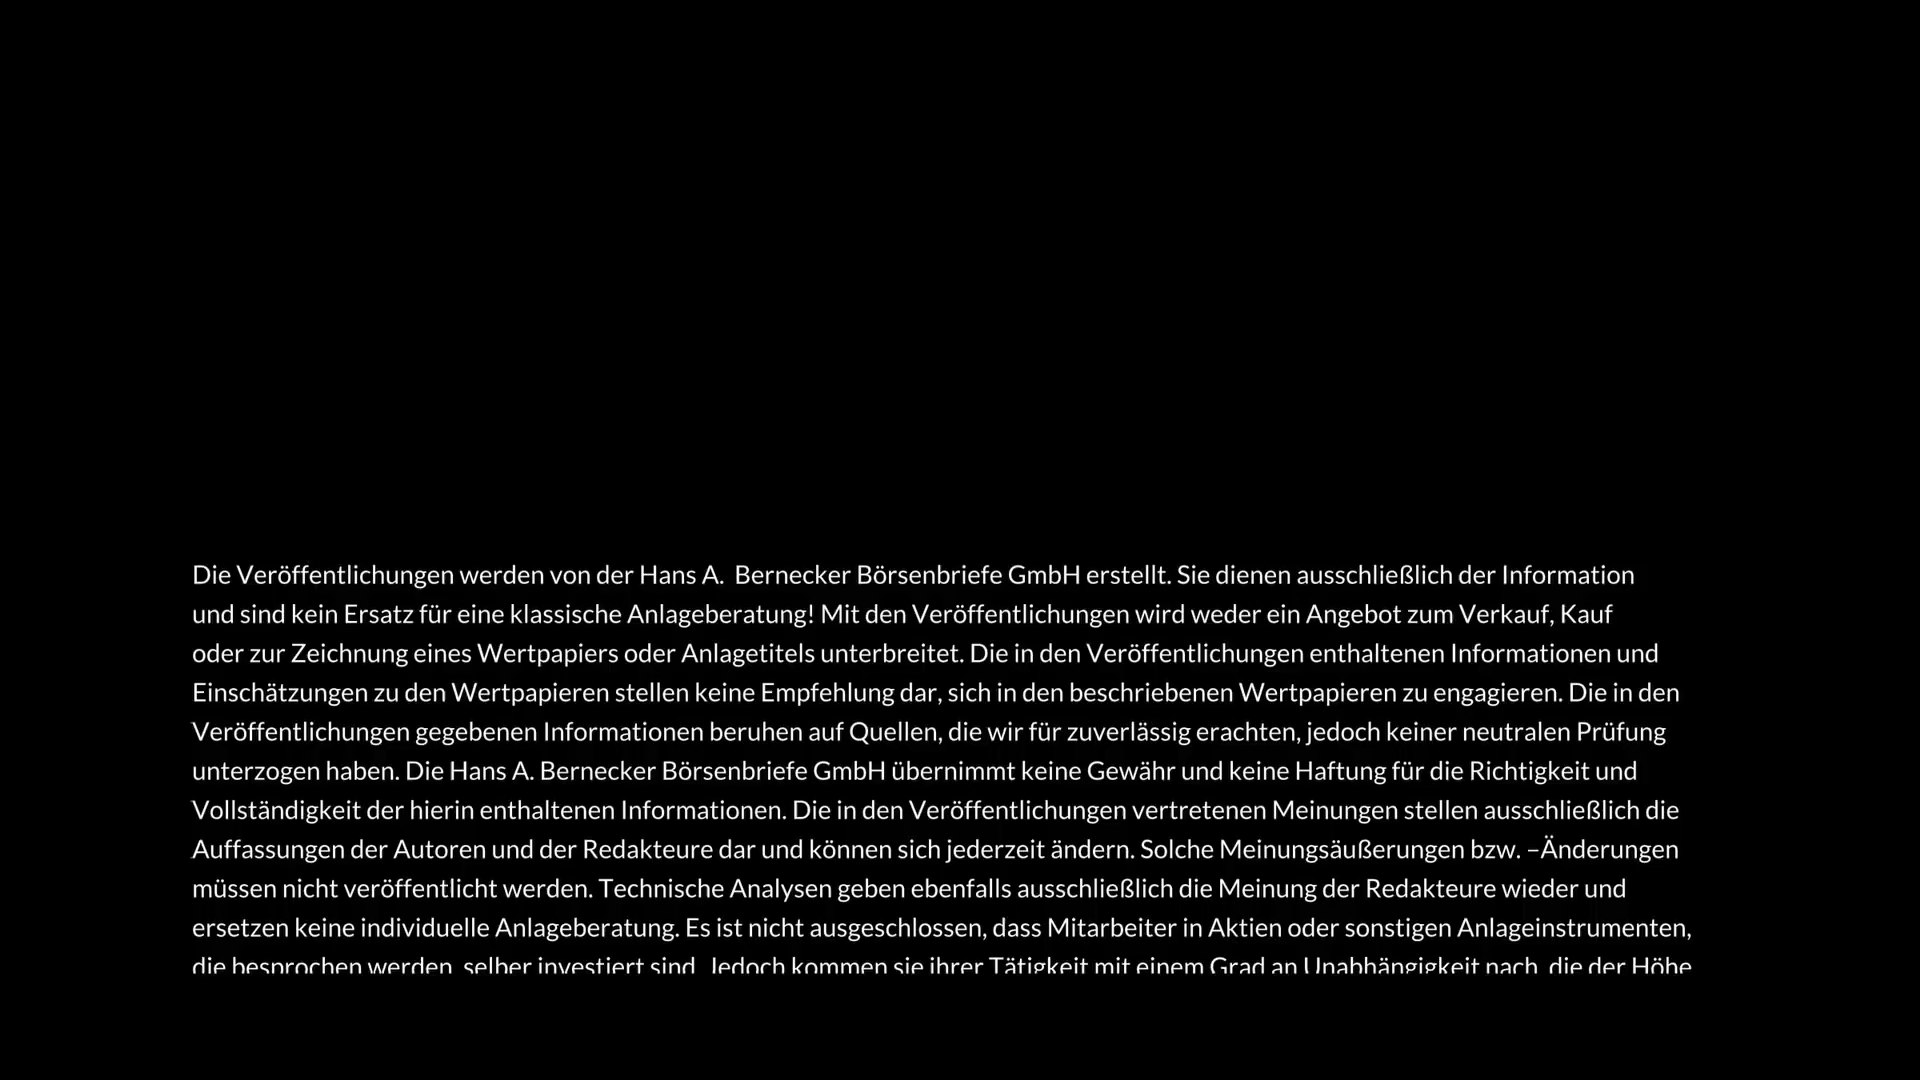 Die Veröffentlichungen werden von der Hans A.  Bernecker Börsenbriefe GmbH erstellt. Sie dienen ausschließlich der Information
und sind kein Ersatz für eine klassische Anlageberatung! Mit den Veröffentlichungen wird weder ein Angebot zum Verkauf, Kauf
oder zur Zeichnung eines Wertpapiers oder Anlagetitels unterbreitet. Die in den Veröffentlichungen enthaltenen Informationen und
Einschätzungen zu den Wertpapieren stellen keine Empfehlung dar, sich in den beschriebenen Wertpapieren zu engagieren. Die in den
Veröffentlichungen gegebenen Informationen beruhen auf Quellen, die wir für zuverlässig erachten, jedoch keiner neutralen Prüfung
unterzogen haben. Die Hans A. Bernecker Börsenbriefe GmbH übernimmt keine Gewähr und keine Haftung für die Richtigkeit und
Vollständigkeit der hierin enthaltenen Informationen. Die in den Veröffentlichungen vertretenen Meinungen stellen ausschließlich die
Auffassungen der Autoren und der Redakteure dar und können sich jederzeit ändern. Solche Meinungsäußerungen bzw. –Änderungen
müssen nicht veröffentlicht werden. Technische Analysen geben ebenfalls ausschließlich die Meinung der Redakteure wieder und
ersetzen keine individuelle Anlageberatung. Es ist nicht ausgeschlossen, dass Mitarbeiter in Aktien oder sonstigen Anlageinstrumenten,
die besprochen werden, selber investiert sind. Jedoch kommen sie ihrer Tätigkeit mit einem Grad an Unabhängigkeit nach, die der Höhe